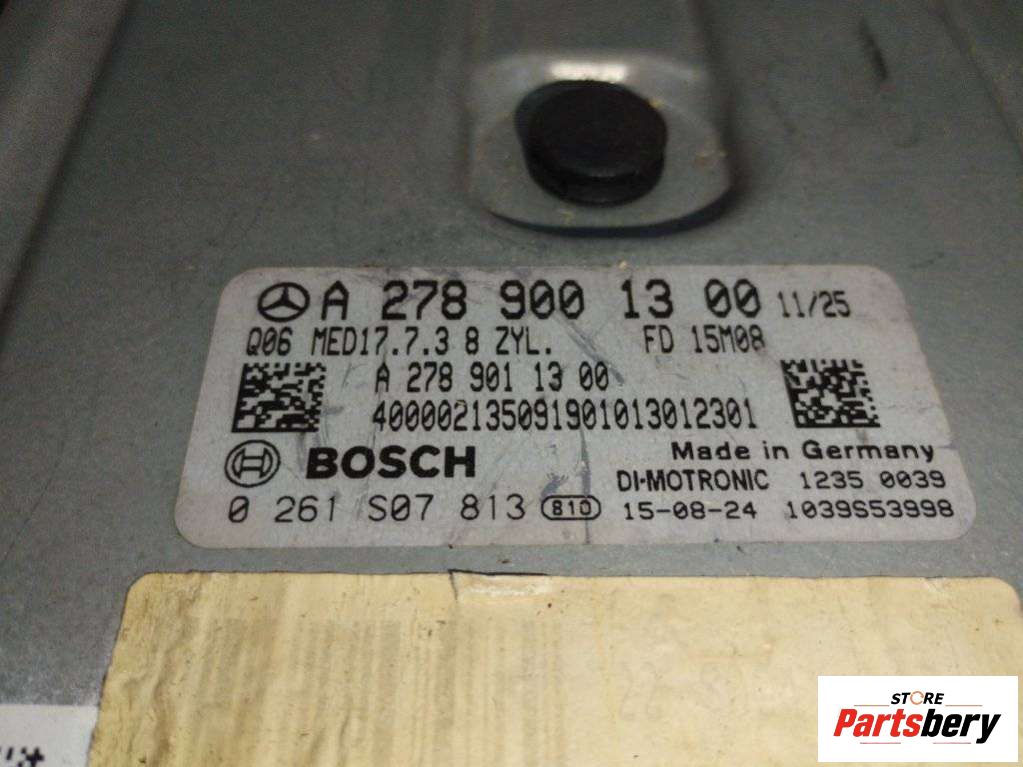 A 278 900 13 00 11/25
Q06 MED17.7.3 8 ZYL. FD 15M08
A 278 901 13 00
400002135091901013012301
BOSCH Made in Germany
DI-MOTRONIC 1235 0039
0 261 S07 813 810 15-08-24 1039S53998
STORE
Partsbery